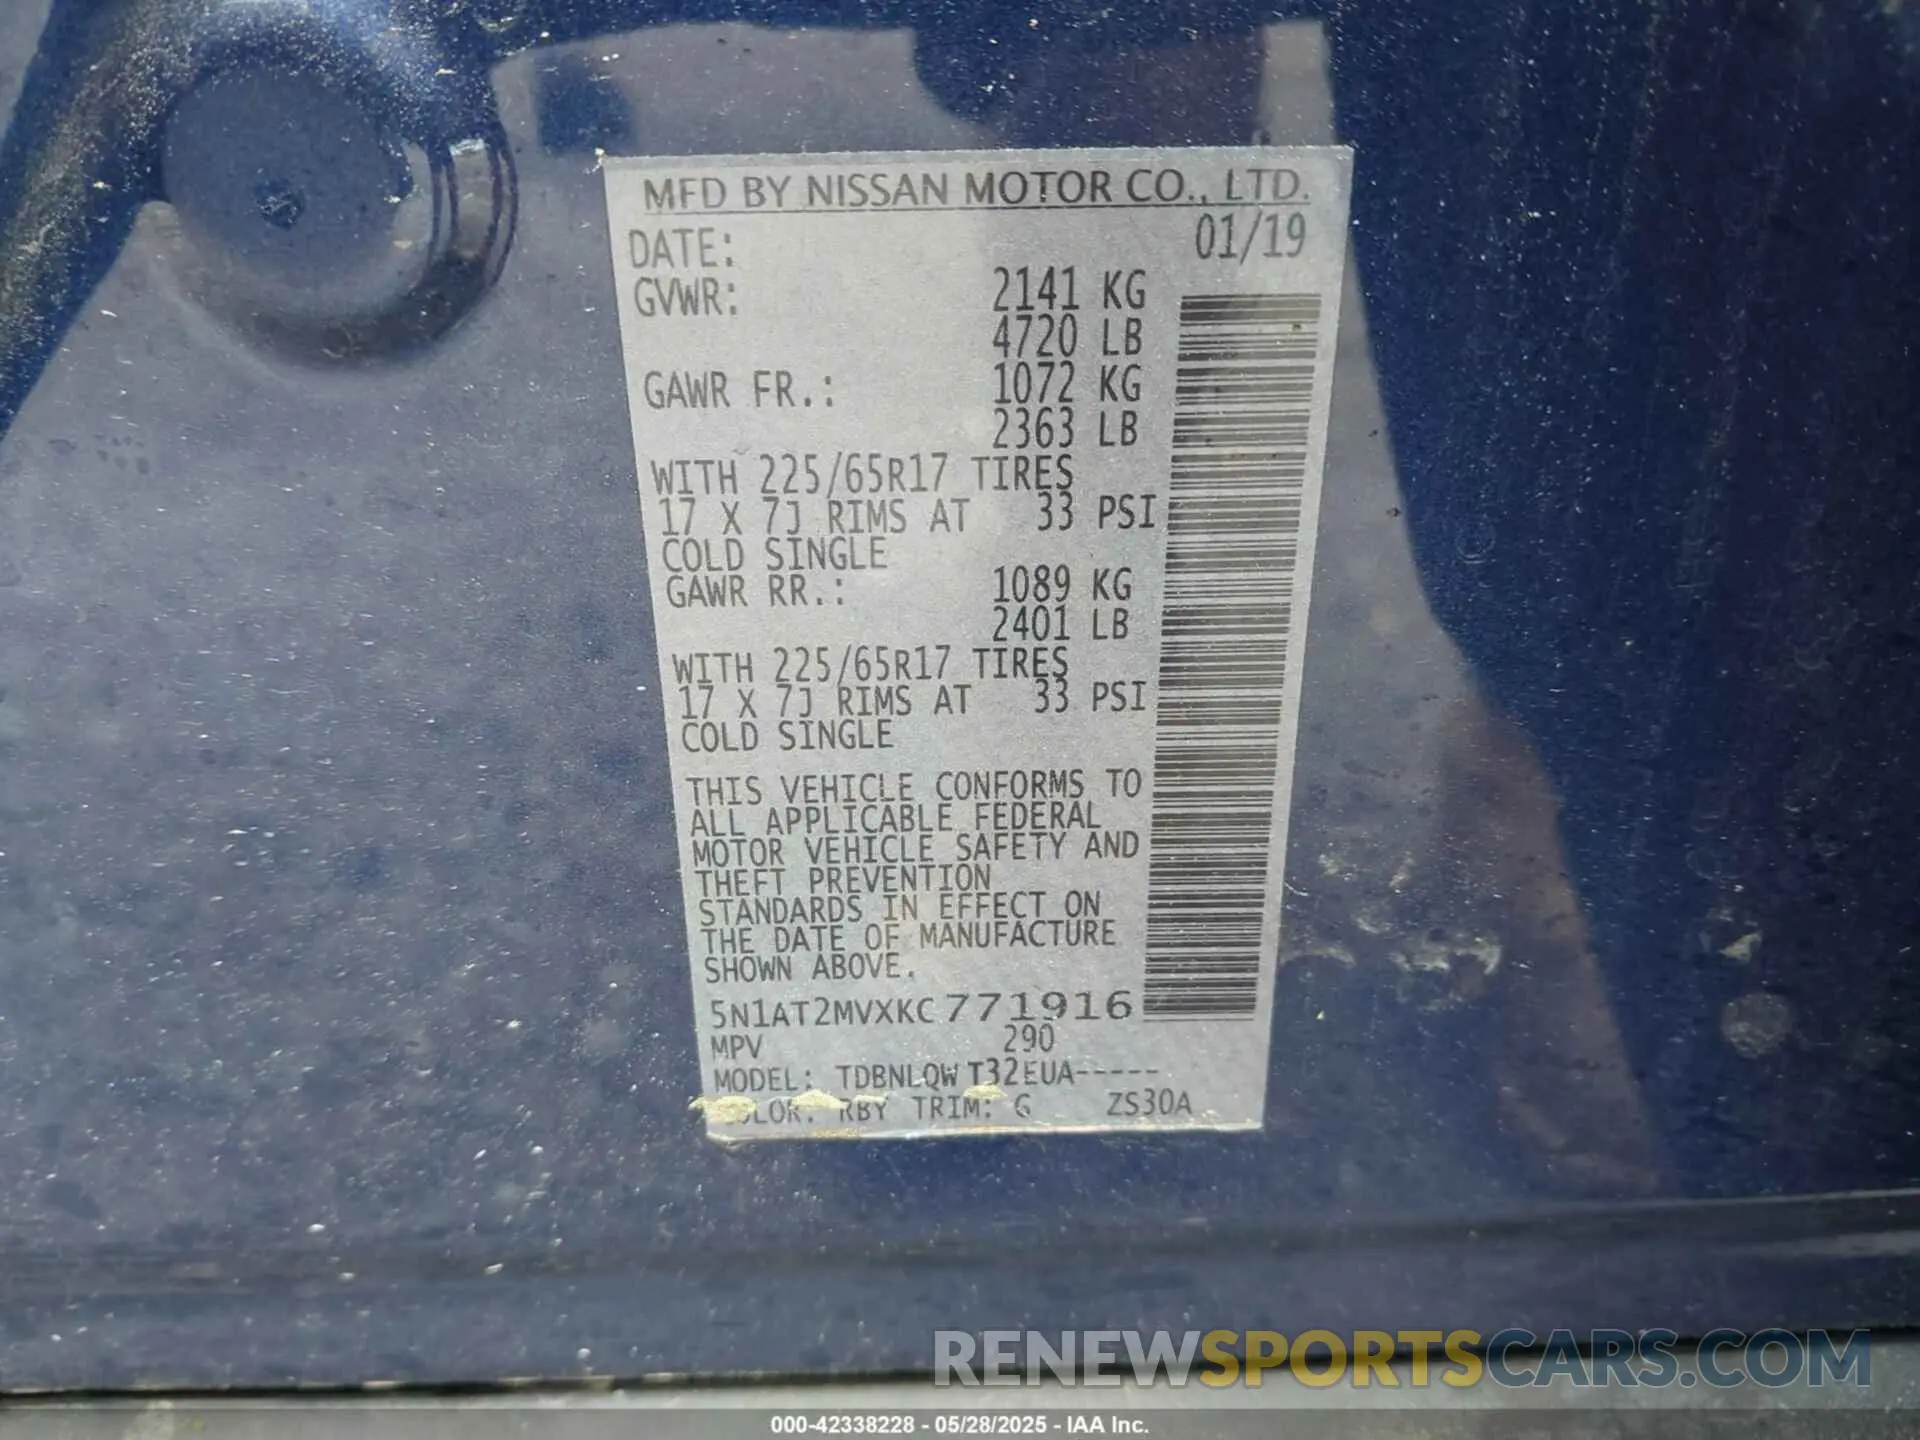 MFD BY NISSAN MOTOR CO., LTD.
DATE: 01/19
GVWR: 2141 KG
4720 LB
GAWR FR.: 1072 KG
2363 LB
WITH 225/65R17 TIRES
17 X 7J RIMS AT 33 PSI
COLD SINGLE
GAWR RR.: 1089 KG
2401 LB
WITH 225/65R17 TIRES
17 X 7J RIMS AT 33 PSI
COLD SINGLE
THIS VEHICLE CONFORMS TO
ALL APPLICABLE FEDERAL
MOTOR VEHICLE SAFETY AND
THEFT PREVENTION
STANDARDS IN EFFECT ON
THE DATE OF MANUFACTURE
SHOWN ABOVE.
5N1AT2MVXKC771916
MPV 290
MODEL: TDBNLQW T32EUA-----
COLOR: RBY TRIM: G ZS30A
RENEWSPORTSCARS.COM
000-42338228 - 05/28/2025 - IAA Inc.